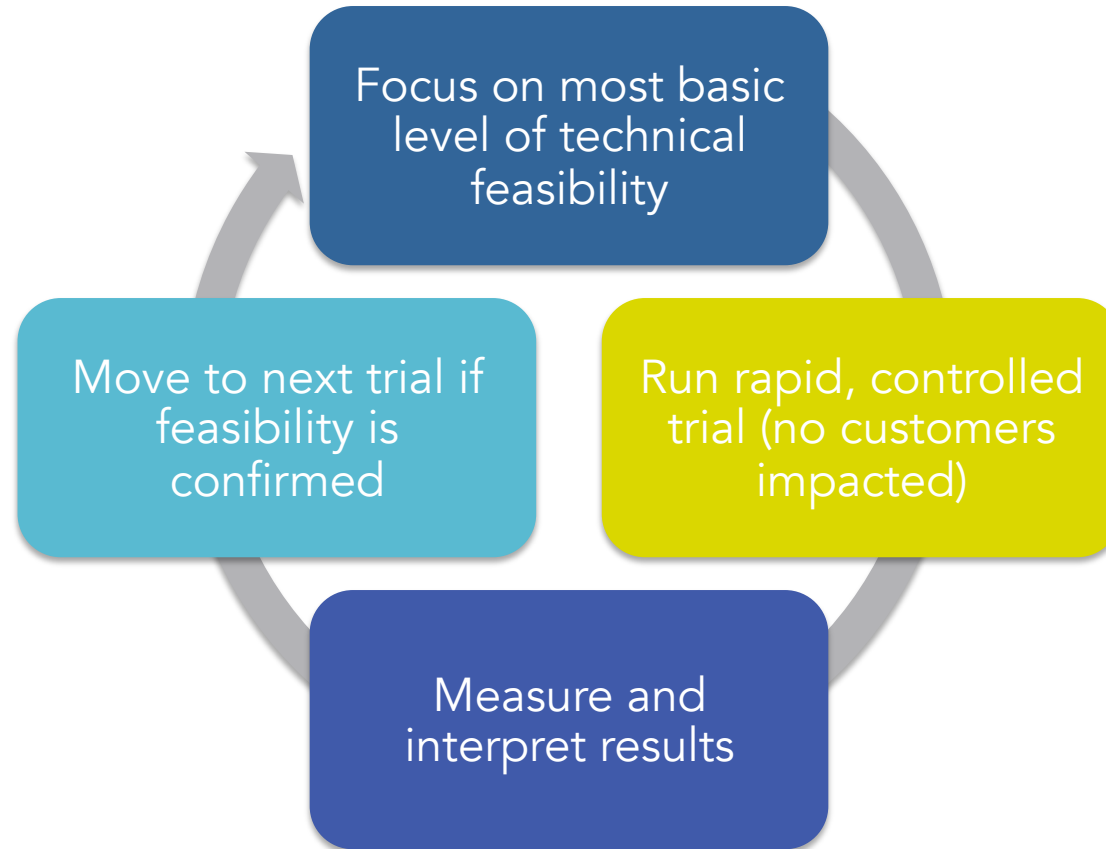 Focus on most basic
level of technical
feasibility
Run rapid, controlled
trial (no customers
impacted)
Measure and
interpret results
Move to next trial if
feasibility is
confirmed